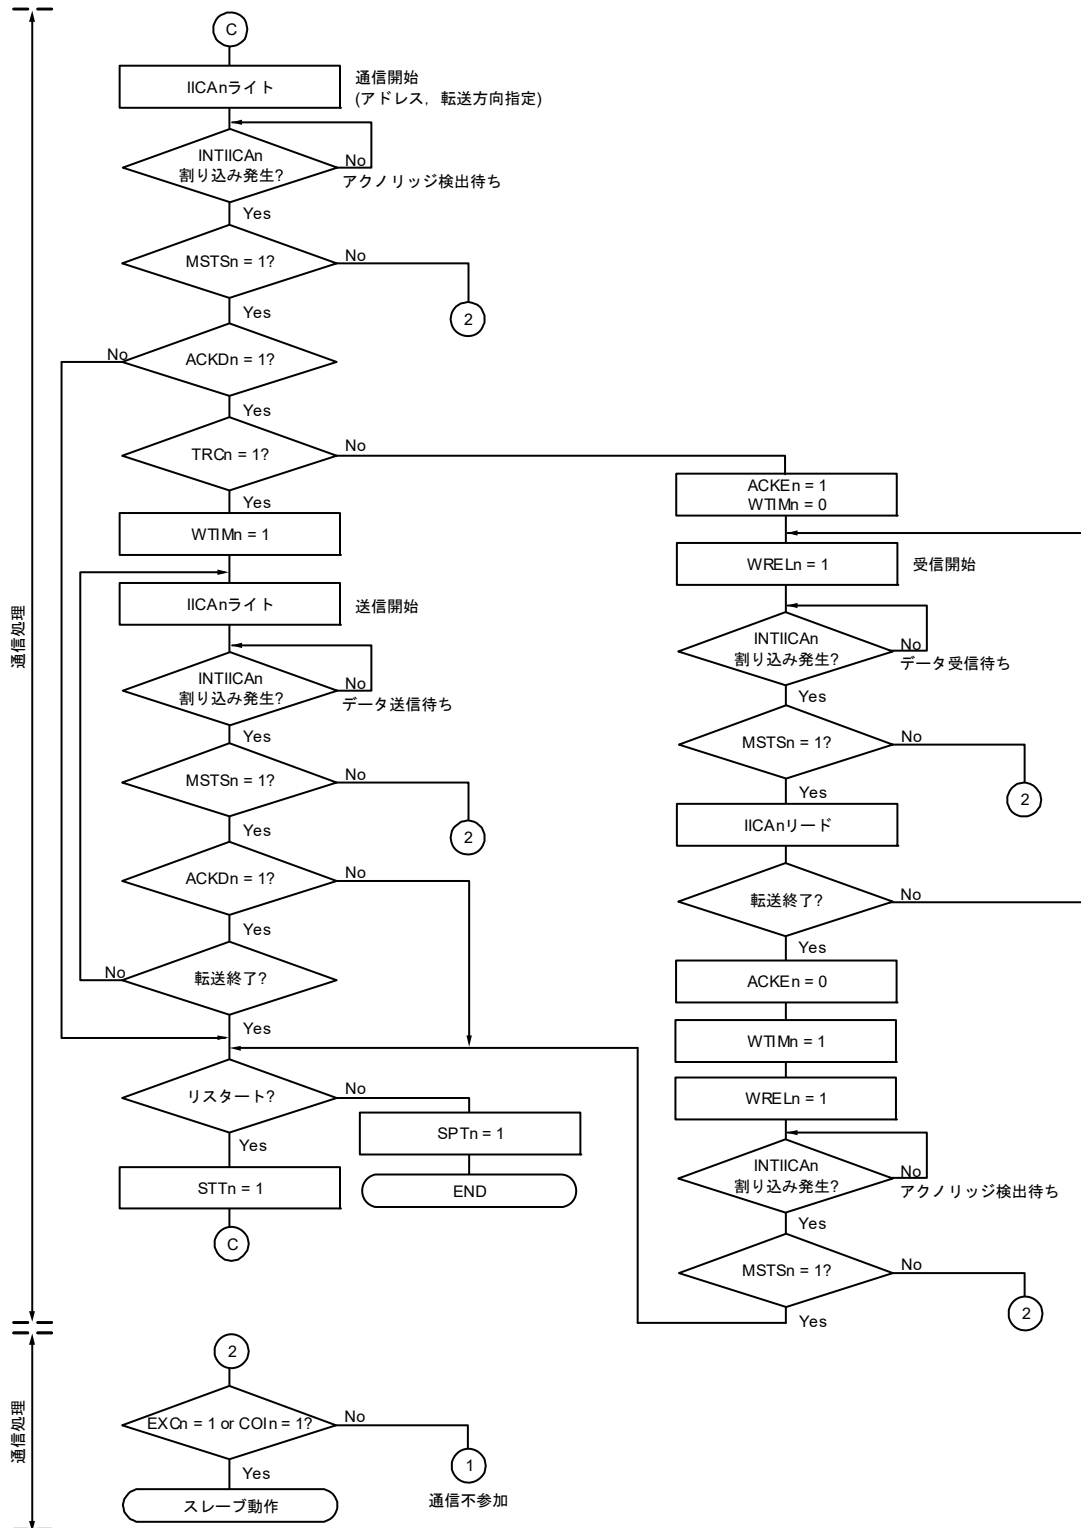 C
IICAnライト
通信開始
(アドレス，転送方向指定)
INTIICAn
割り込み発生?
No
アクノリッジ検出待ち
Yes
MSTSn = 1?
No
2
Yes
No
ACKDn = 1?
Yes
TRCn = 1?
No
Yes
WTIMn = 1
IICAnライト
送信開始
INTIICAn
割り込み発生?
No
データ送信待ち
Yes
MSTSn = 1?
No
2
Yes
ACKDn = 1?
No
Yes
No
転送終了?
Yes
リスタート?
No
Yes
SPTn = 1
STTn = 1
END
C
ACKEn = 1
WTIMn = 0
WRELn = 1
受信開始
INTIICAn
割り込み発生?
No
データ受信待ち
Yes
MSTSn = 1?
No
2
Yes
IICAnリード
転送終了?
No
Yes
ACKEn = 0
WTIMn = 1
WRELn = 1
INTIICAn
割り込み発生?
No
アクノリッジ検出待ち
Yes
MSTSn = 1?
No
2
Yes
通信処理
2
EXCn = 1 or COIn = 1?
No
1
通信不参加
Yes
スレーブ動作
通信処理